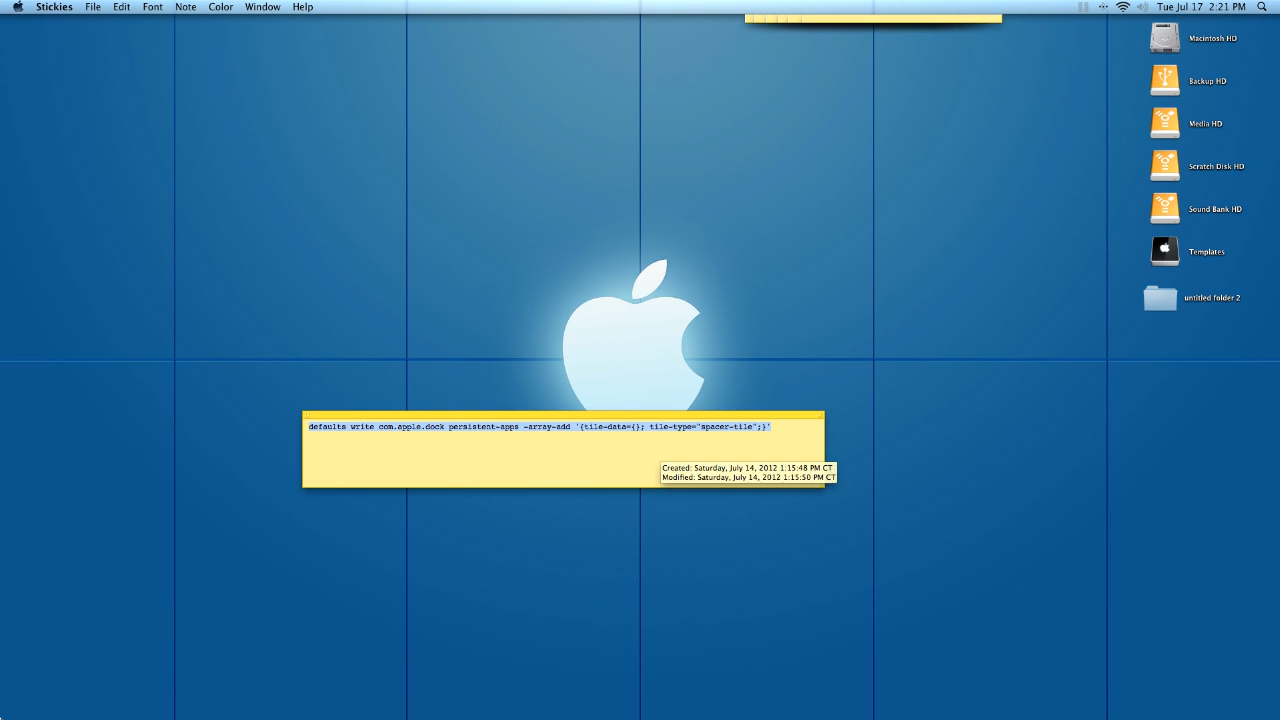 Stickies File Edit Font Note Color Window Help Tue Jul 17 2:21 PM
Macintosh HD
Backup HD
Media HD
Scratch Disk HD
Sound Bank HD
Templates
untitled folder 2
defaults write com.apple.dock persistent-apps -array-add '{tile-data={}; tile-type="spacer-tile";}'
Created: Saturday, July 14, 2012 1:15:48 PM CT
Modified: Saturday, July 14, 2012 1:15:50 PM CT